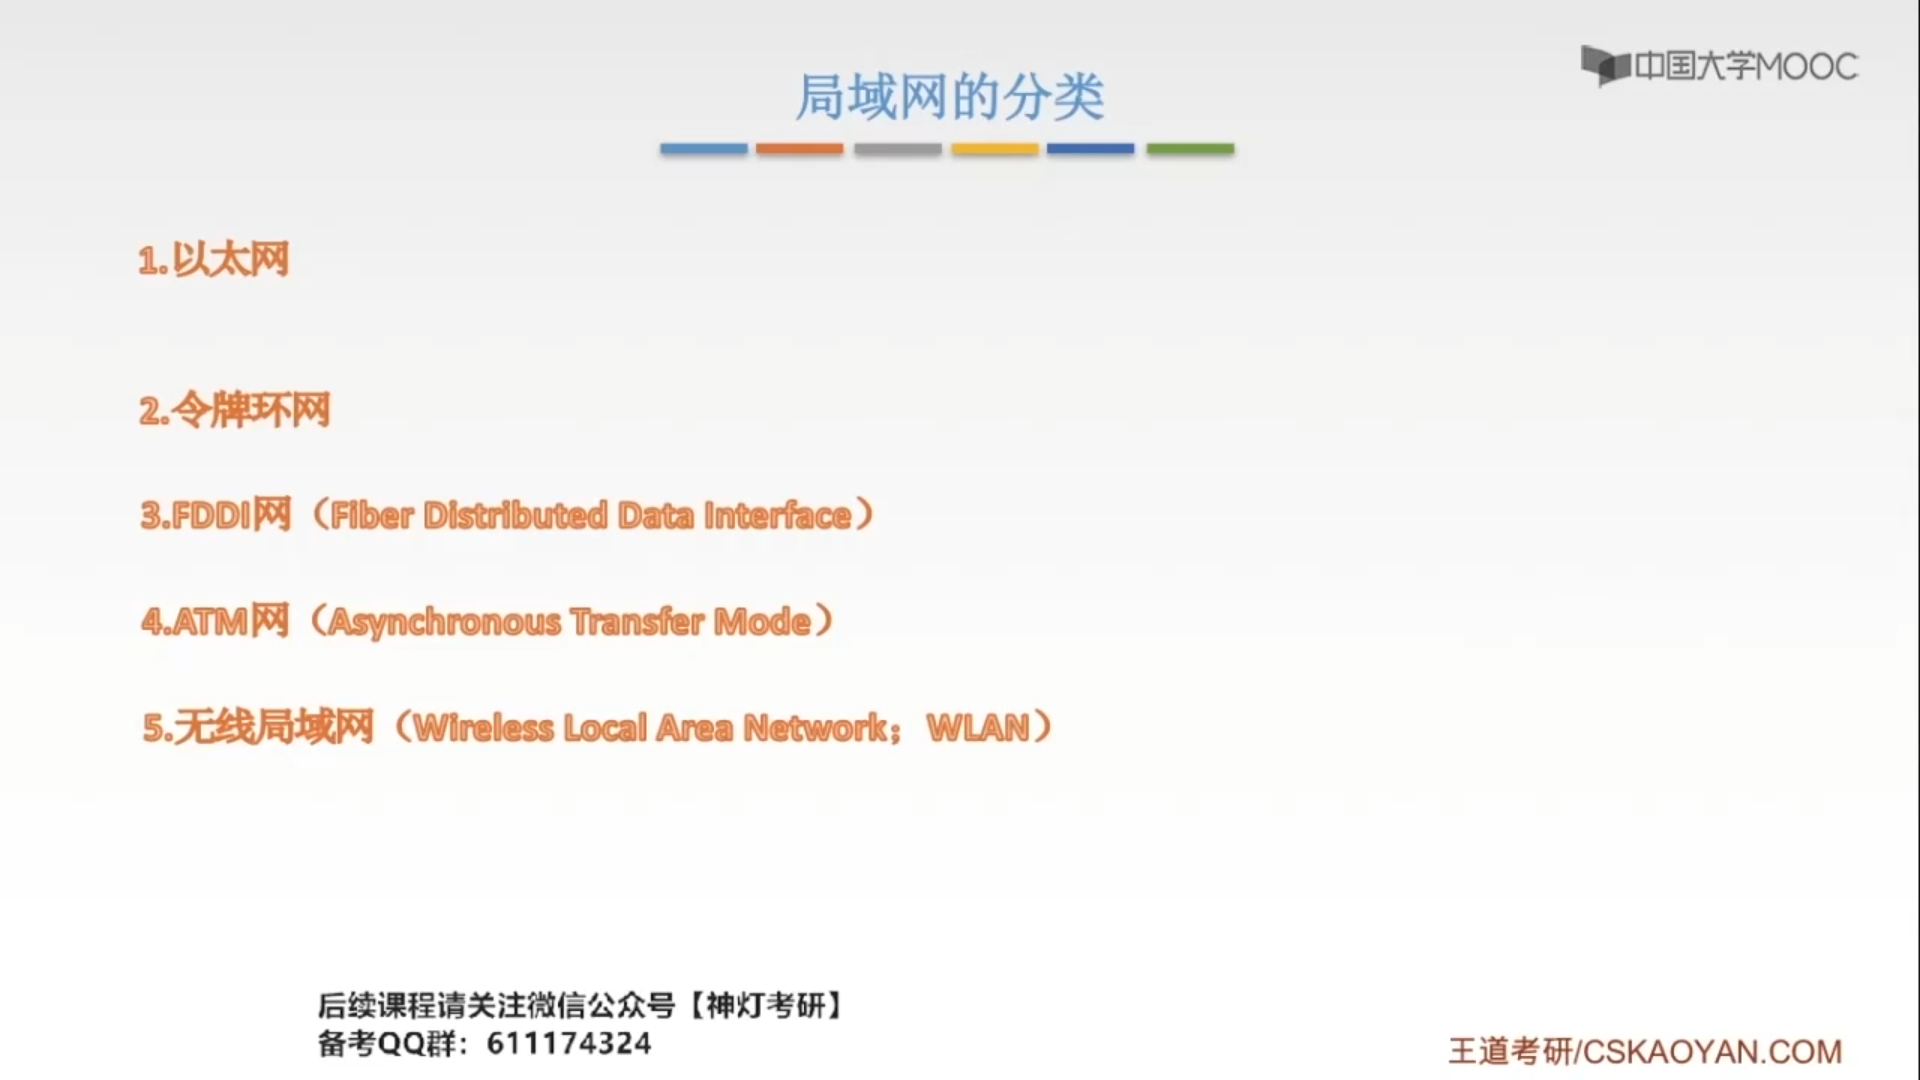 局域网的分类
中国大学MOOC
1.以太网
2.令牌环网
3.FDDI网（Fiber Distributed Data Interface）
4.ATM网（Asynchronous Transfer Mode）
5.无线局域网（Wireless Local Area Network；WLAN）
后续课程请关注微信公众号【神灯考研】
备考QQ群：611174324
王道考研/CSKAOYAN.COM